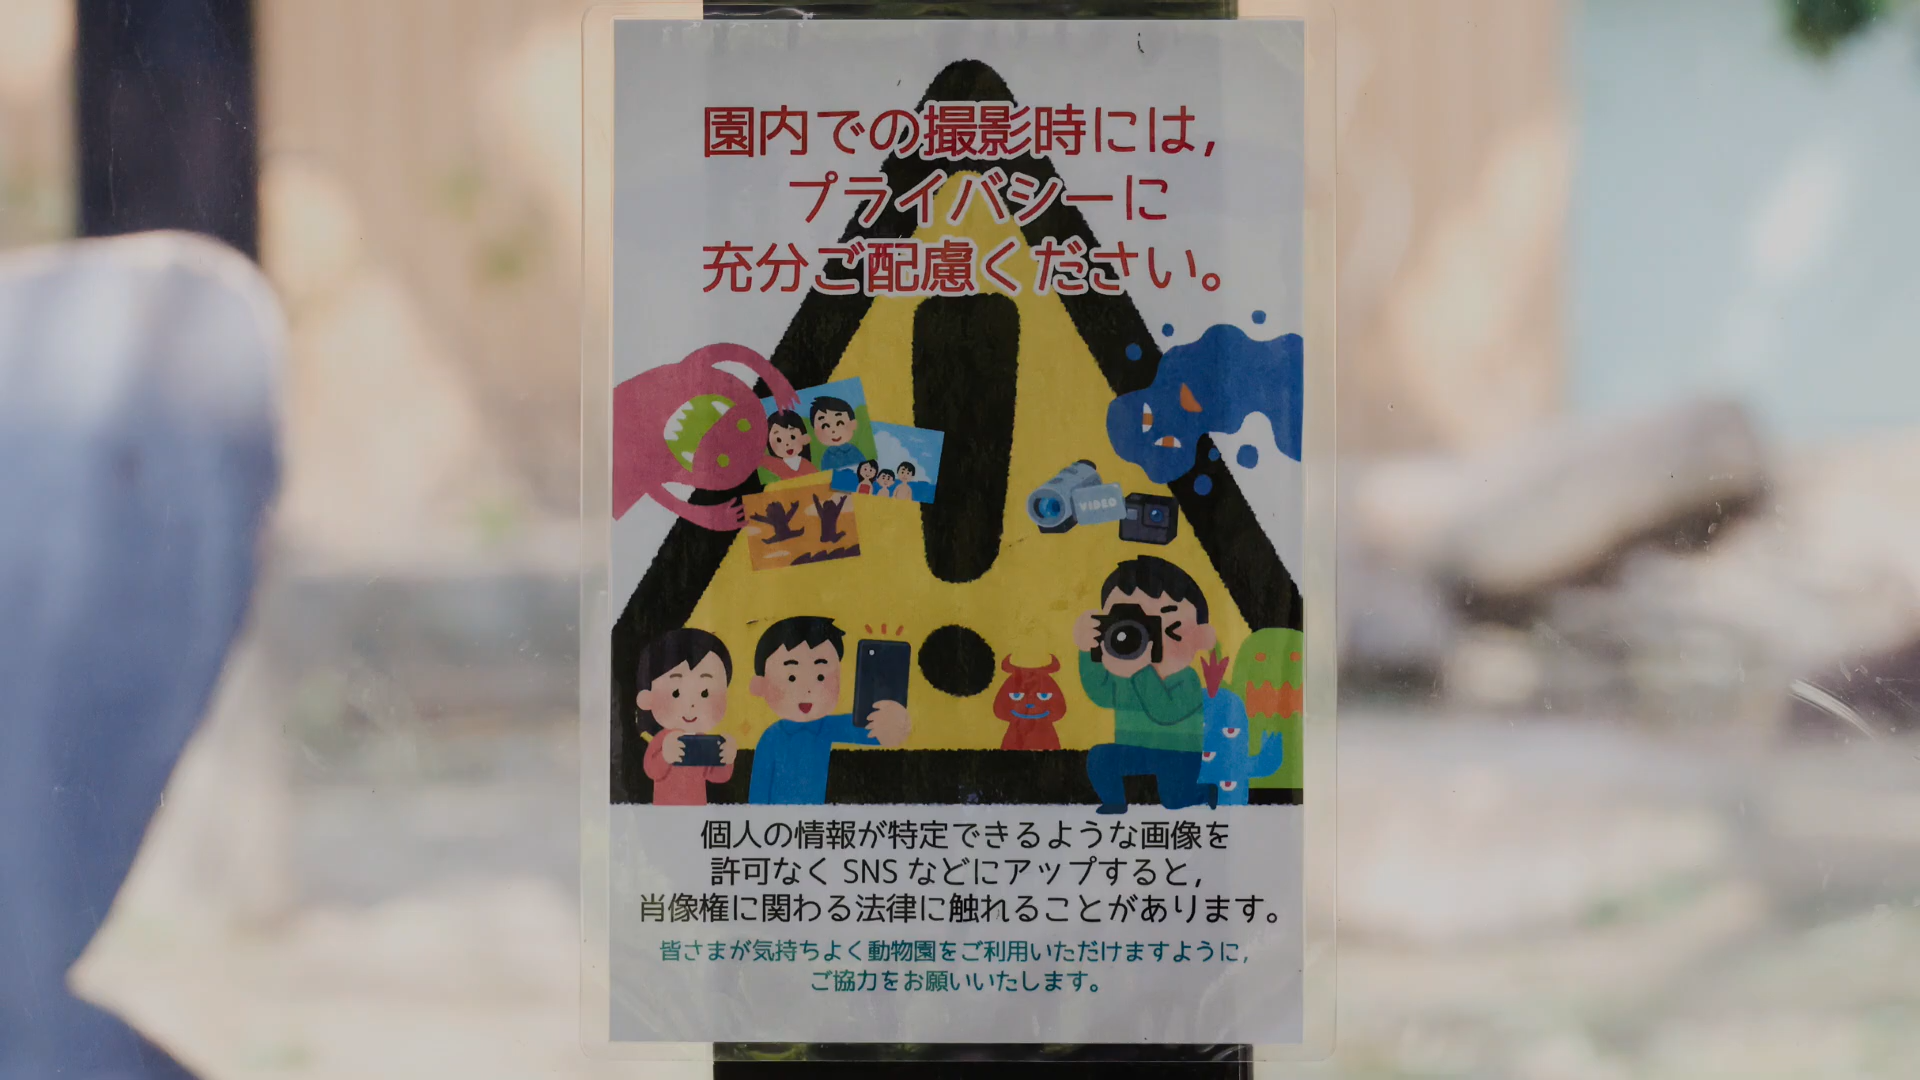 園内での撮影時には,
プライバシーに
充分ご配慮ください。
VIDEO
個人の情報が特定できるような画像を
許可なく SNS などにアップすると,
肖像権に関わる法律に触れることがあります。
皆さまが気持ちよく動物園をご利用いただけますように,
ご協力をお願いいたします。